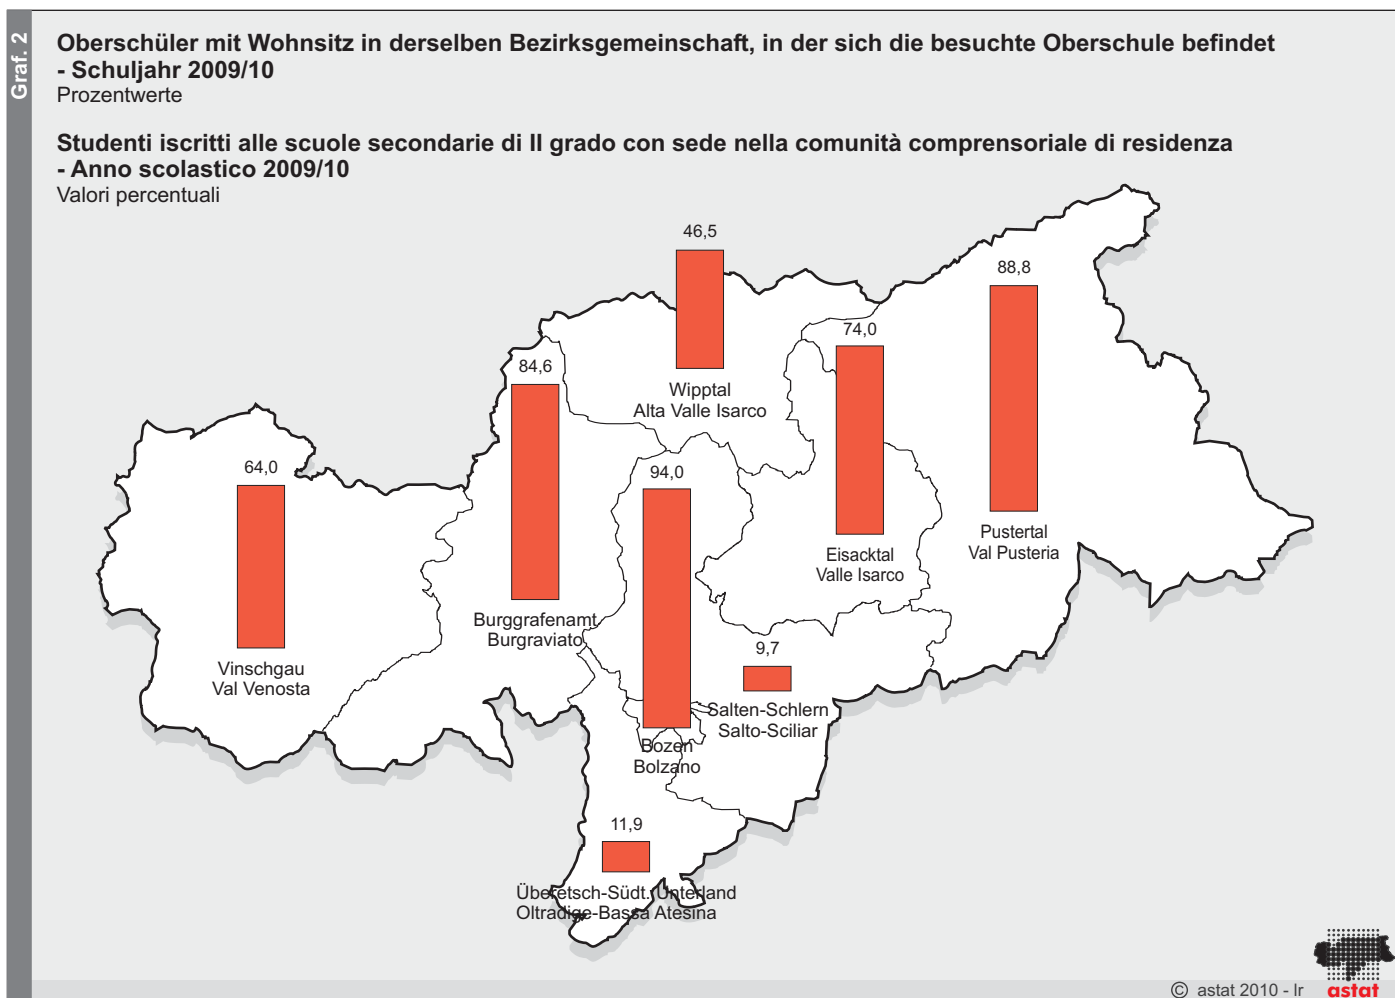 Graf. 2
Oberschüler mit Wohnsitz in derselben Bezirksgemeinschaft, in der sich die besuchte Oberschule befindet
- Schuljahr 2009/10
Prozentwerte
Studenti iscritti alle scuole secondarie di II grado con sede nella comunità comprensoriale di residenza
- Anno scolastico 2009/10
Valori percentuali
46,5
Wipptal
Alta Valle Isarco
88,8
Pustertal
Val Pusteria
74,0
Eisacktal
Valle Isarco
84,6
Burggrafenamt
Burgraviato
64,0
Vinschgau
Val Venosta
94,0
Bozen
Bolzano
9,7
Salten-Schlern
Salto-Sciliar
11,9
Überetsch-Südt. Unterland
Oltradige-Bassa Atesina
© astat 2010 - lr
astat